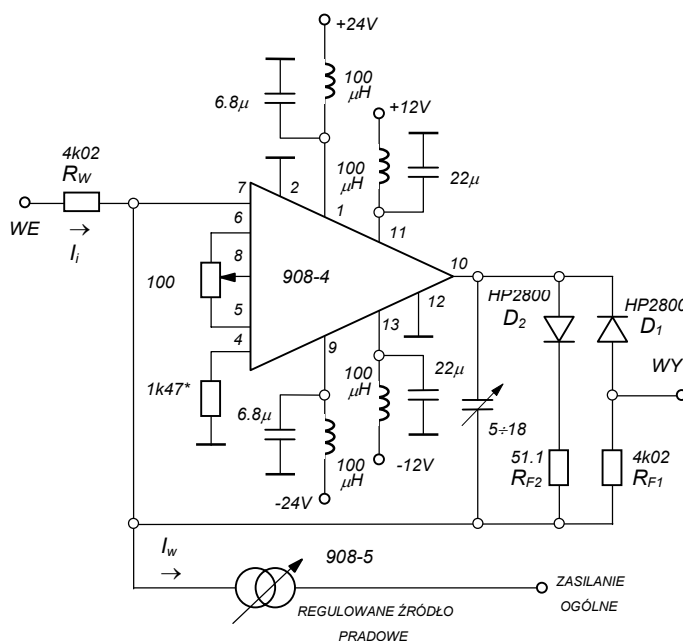 +24V
100
µH
6.8µ
+12V
100
µH
22µ
4k02
R_W
WE
→
I_i
7
2
1
11
6
8
100
5
4
908-4
10
12
13
9
HP2800
D_2
HP2800
D_1
WY
1k47*
6.8µ
100
µH
22µ
100
µH
5÷18
51.1
R_F2
4k02
R_F1
-12V
-24V
I_w
→
908-5
REGULOWANE ŹRÓDŁO
PRADOWE
ZASILANIE
OGÓLNE